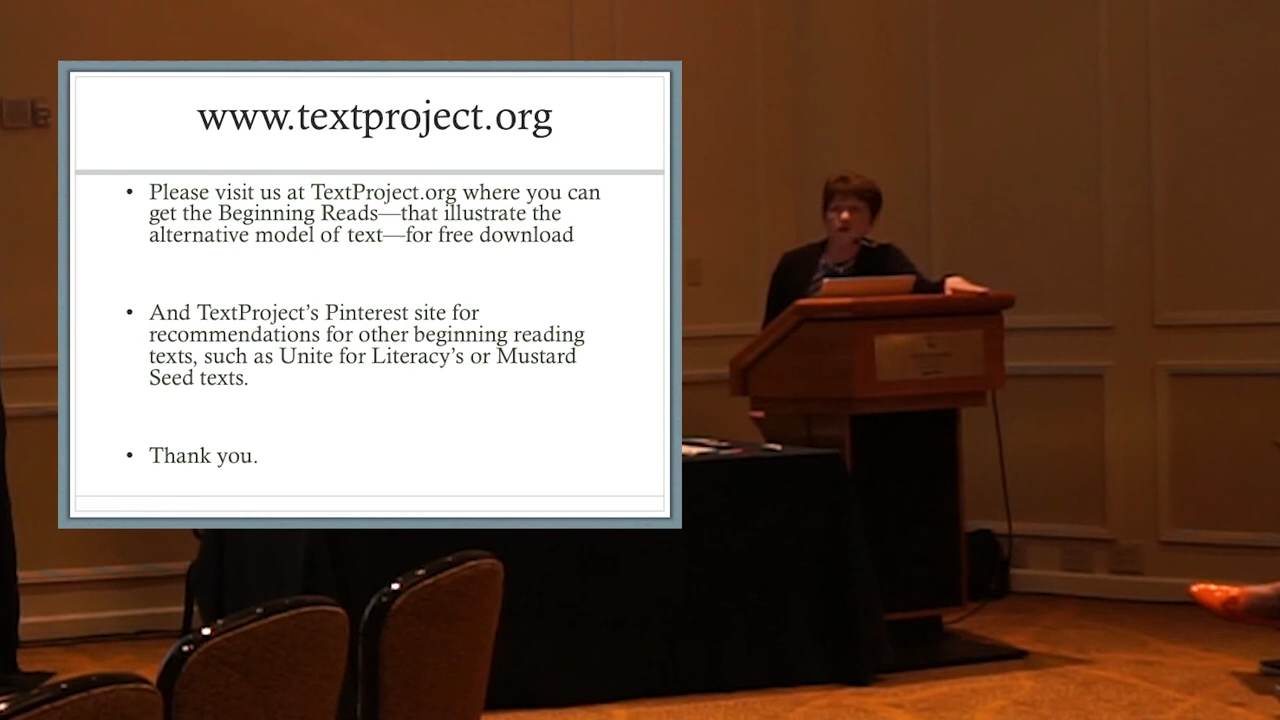 www.textproject.org
• Please visit us at TextProject.org where you can
get the Beginning Reads—that illustrate the
alternative model of text—for free download
• And TextProject’s Pinterest site for
recommendations for other beginning reading
texts, such as Unite for Literacy’s or Mustard
Seed texts.
• Thank you.